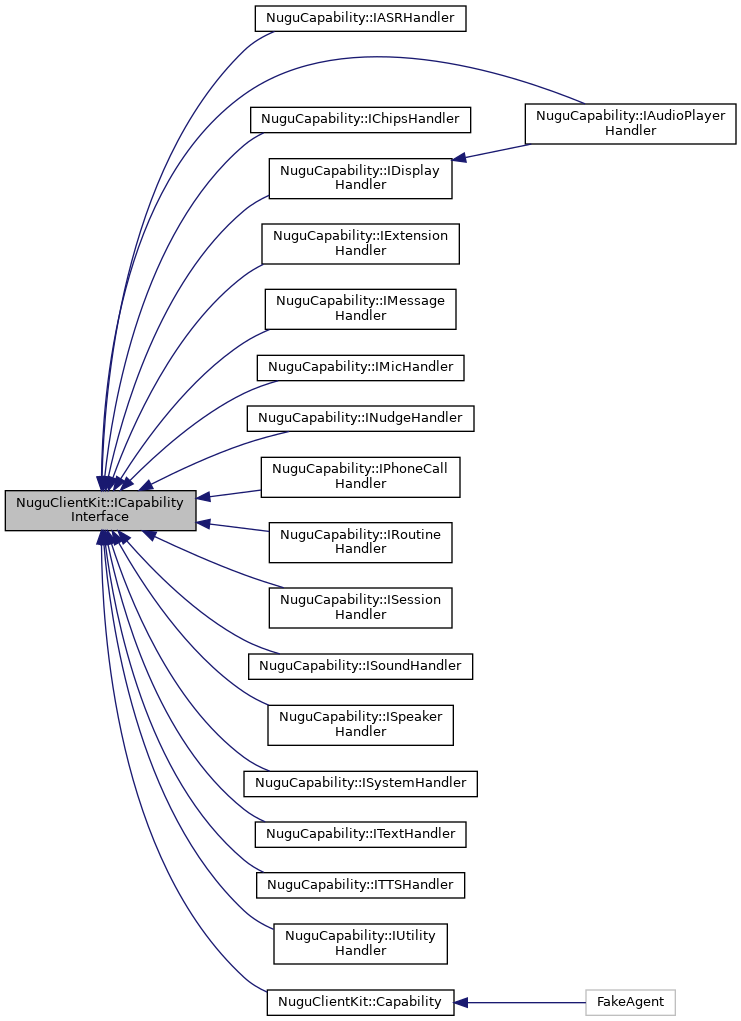 NuguCapability::IASRHandler
NuguCapability::IAudioPlayer
Handler
NuguCapability::IChipsHandler
NuguCapability::IDisplay
Handler
NuguCapability::IExtension
Handler
NuguCapability::IMessage
Handler
NuguCapability::IMicHandler
NuguCapability::INudgeHandler
NuguCapability::IPhoneCall
Handler
NuguClientKit::ICapability
Interface
NuguCapability::IRoutine
Handler
NuguCapability::ISession
Handler
NuguCapability::ISoundHandler
NuguCapability::ISpeaker
Handler
NuguCapability::ISystemHandler
NuguCapability::ITextHandler
NuguCapability::ITTSHandler
NuguCapability::IUtility
Handler
NuguClientKit::Capability
FakeAgent